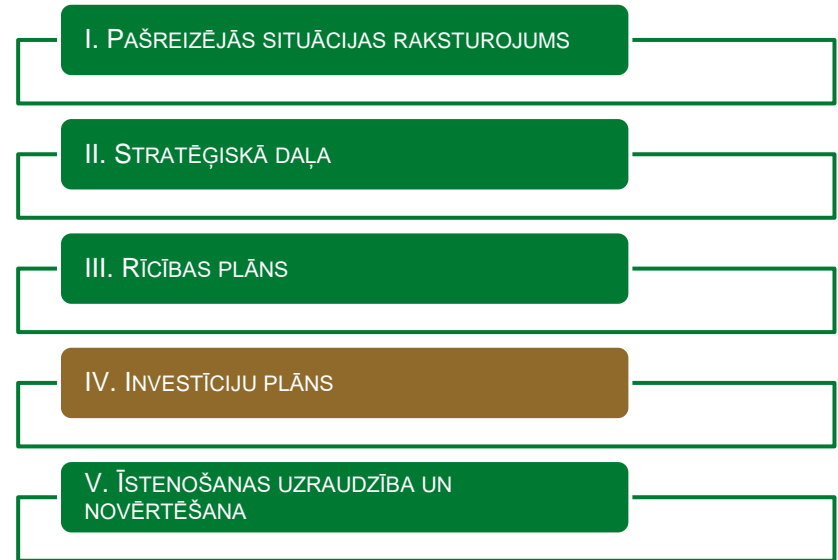 I. PAŠREIZĒJĀS SITUĀCIJAS RAKSTUROJUMS
II. STRATĒĢISKĀ DAĻA
III. RĪCĪBAS PLĀNS
IV. INVESTĪCIJU PLĀNS
V. ĪSTENOŠANAS UZRAUDZĪBA UN
NOVĒRTĒŠANA